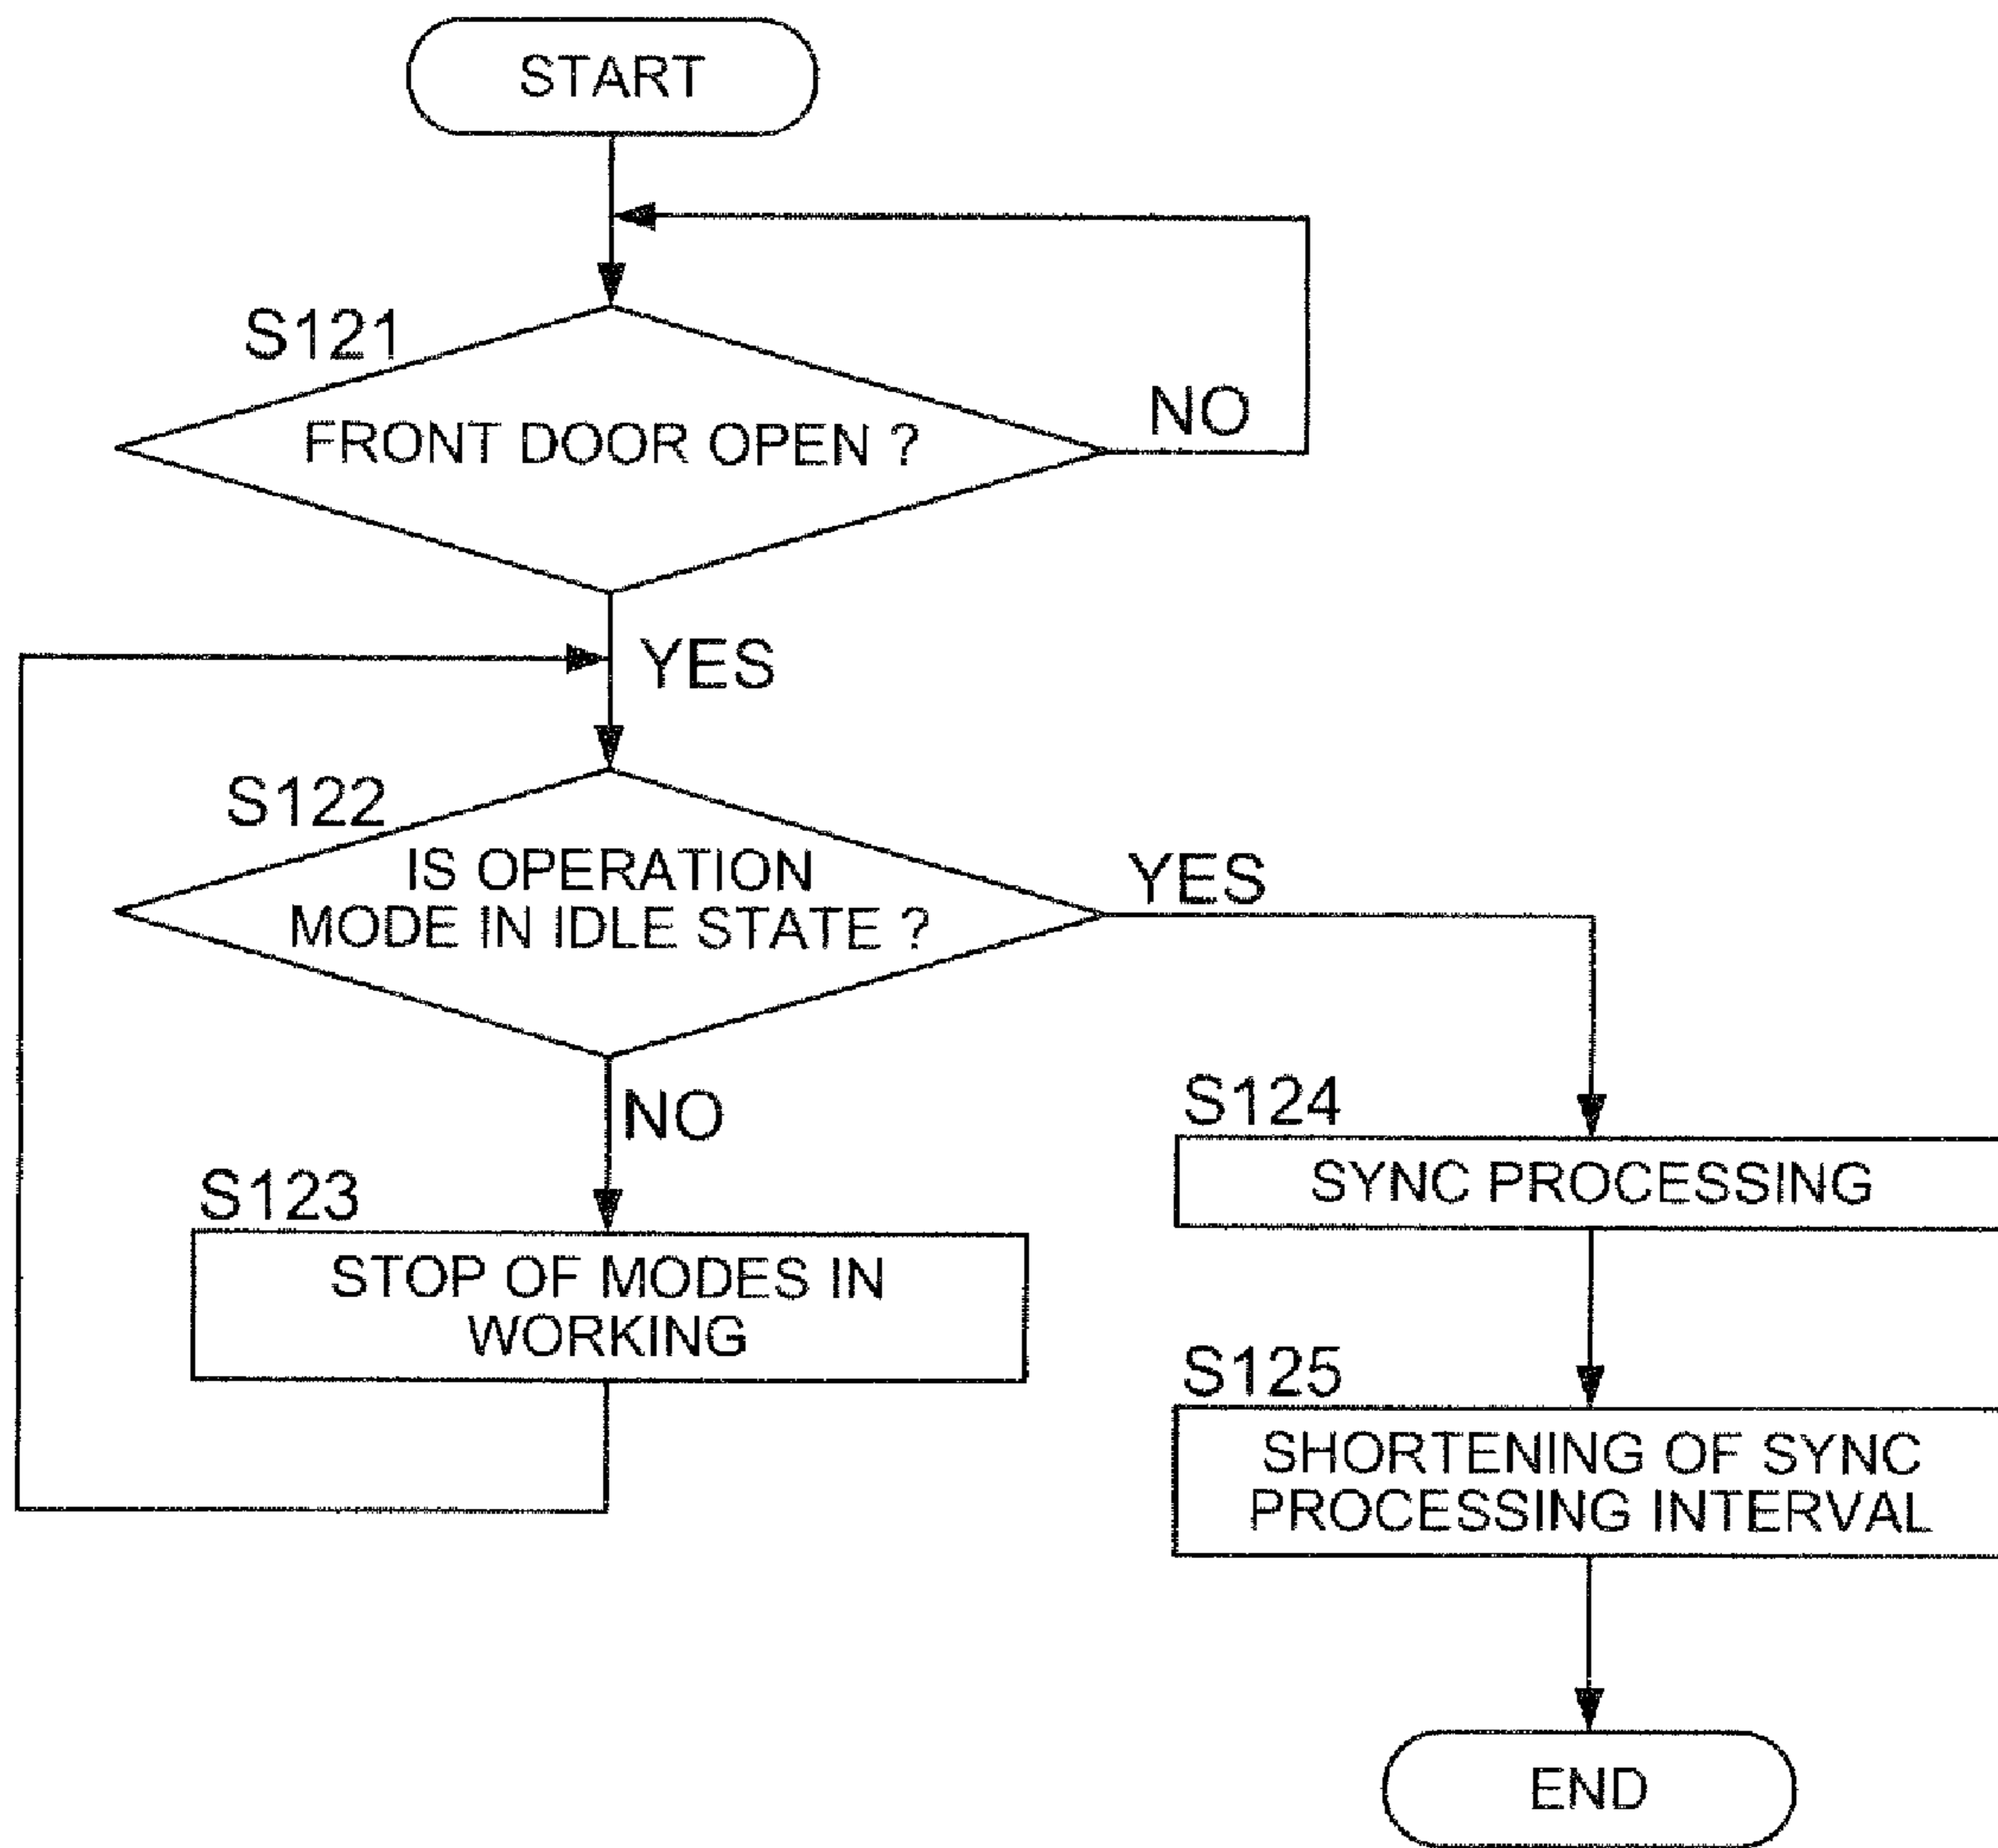 START
S121
FRONT DOOR OPEN ?
NO
YES
S122
IS OPERATION
MODE IN IDLE STATE ?
YES
NO
S123
STOP OF MODES IN
WORKING
S124
SYNC PROCESSING
S125
SHORTENING OF SYNC
PROCESSING INTERVAL
END